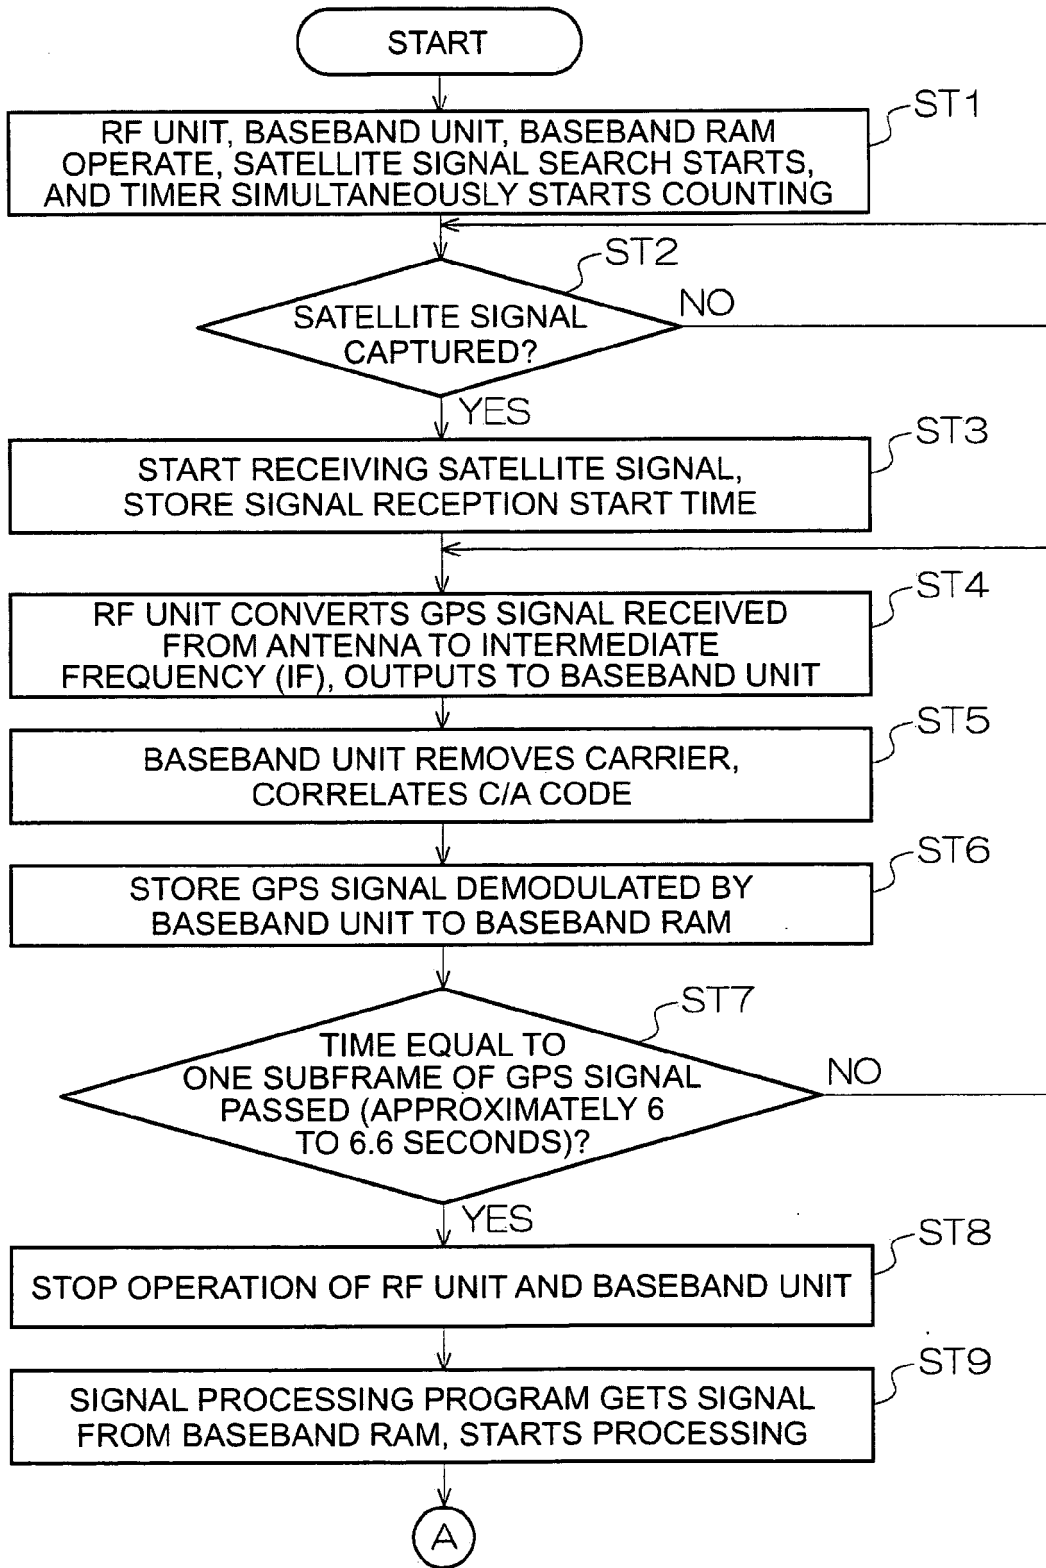 START
ST1
RF UNIT, BASEBAND UNIT, BASEBAND RAM
OPERATE, SATELLITE SIGNAL SEARCH STARTS,
AND TIMER SIMULTANEOUSLY STARTS COUNTING
ST2
SATELLITE SIGNAL
CAPTURED?
NO
YES
ST3
START RECEIVING SATELLITE SIGNAL,
STORE SIGNAL RECEPTION START TIME
ST4
RF UNIT CONVERTS GPS SIGNAL RECEIVED
FROM ANTENNA TO INTERMEDIATE
FREQUENCY (IF), OUTPUTS TO BASEBAND UNIT
ST5
BASEBAND UNIT REMOVES CARRIER,
CORRELATES C/A CODE
ST6
STORE GPS SIGNAL DEMODULATED BY
BASEBAND UNIT TO BASEBAND RAM
ST7
TIME EQUAL TO
ONE SUBFRAME OF GPS SIGNAL
PASSED (APPROXIMATELY 6
TO 6.6 SECONDS)?
NO
YES
ST8
STOP OPERATION OF RF UNIT AND BASEBAND UNIT
ST9
SIGNAL PROCESSING PROGRAM GETS SIGNAL
FROM BASEBAND RAM, STARTS PROCESSING
A